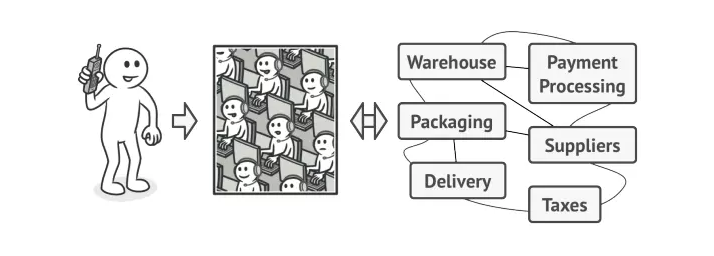 Warehouse
Payment
Processing
Packaging
Suppliers
Delivery
Taxes